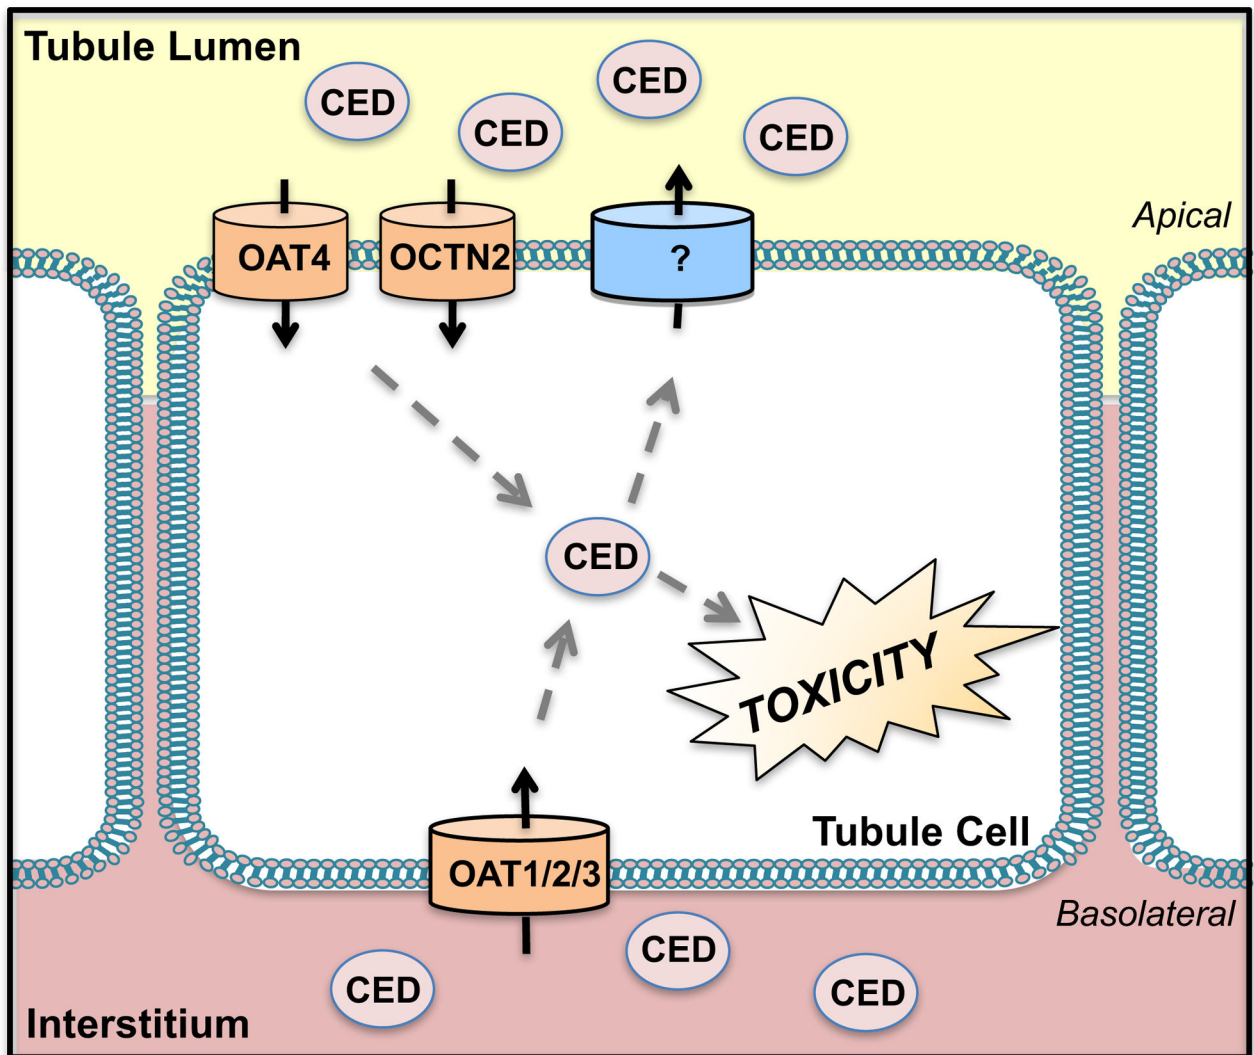 Tubule Lumen
CED
CED
CED
CED
Apical
OAT4
OCTN2
?
CED
TOXICITY
Tubule Cell
OAT1/2/3
Basolateral
CED
CED
CED
Interstitium